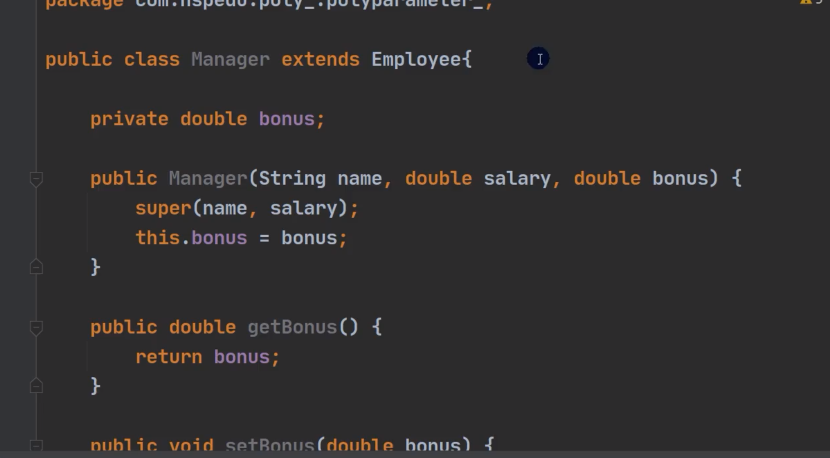 package com.hspedu.poly_.polyparameter_;
public class Manager extends Employee{
private double bonus;
public Manager(String name, double salary, double bonus) {
super(name, salary);
this.bonus = bonus;
}
public double getBonus() {
return bonus;
}
public void setBonus(double bonus) {